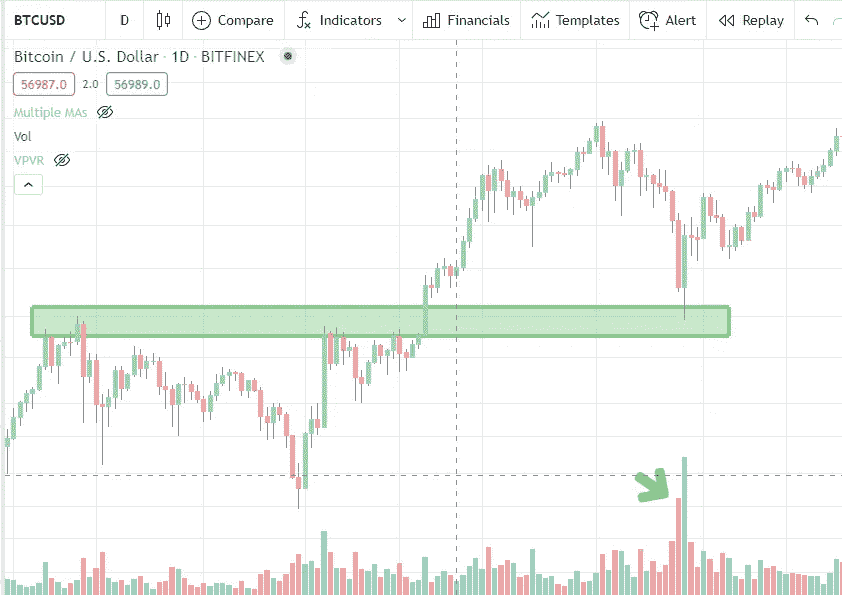 BTCUSD D Compare Indicators Financials Templates Alert Replay
Bitcoin / U.S. Dollar · 1D · BITFINEX
56987.0 2.0 56989.0
Multiple MAs
Vol
VPVR